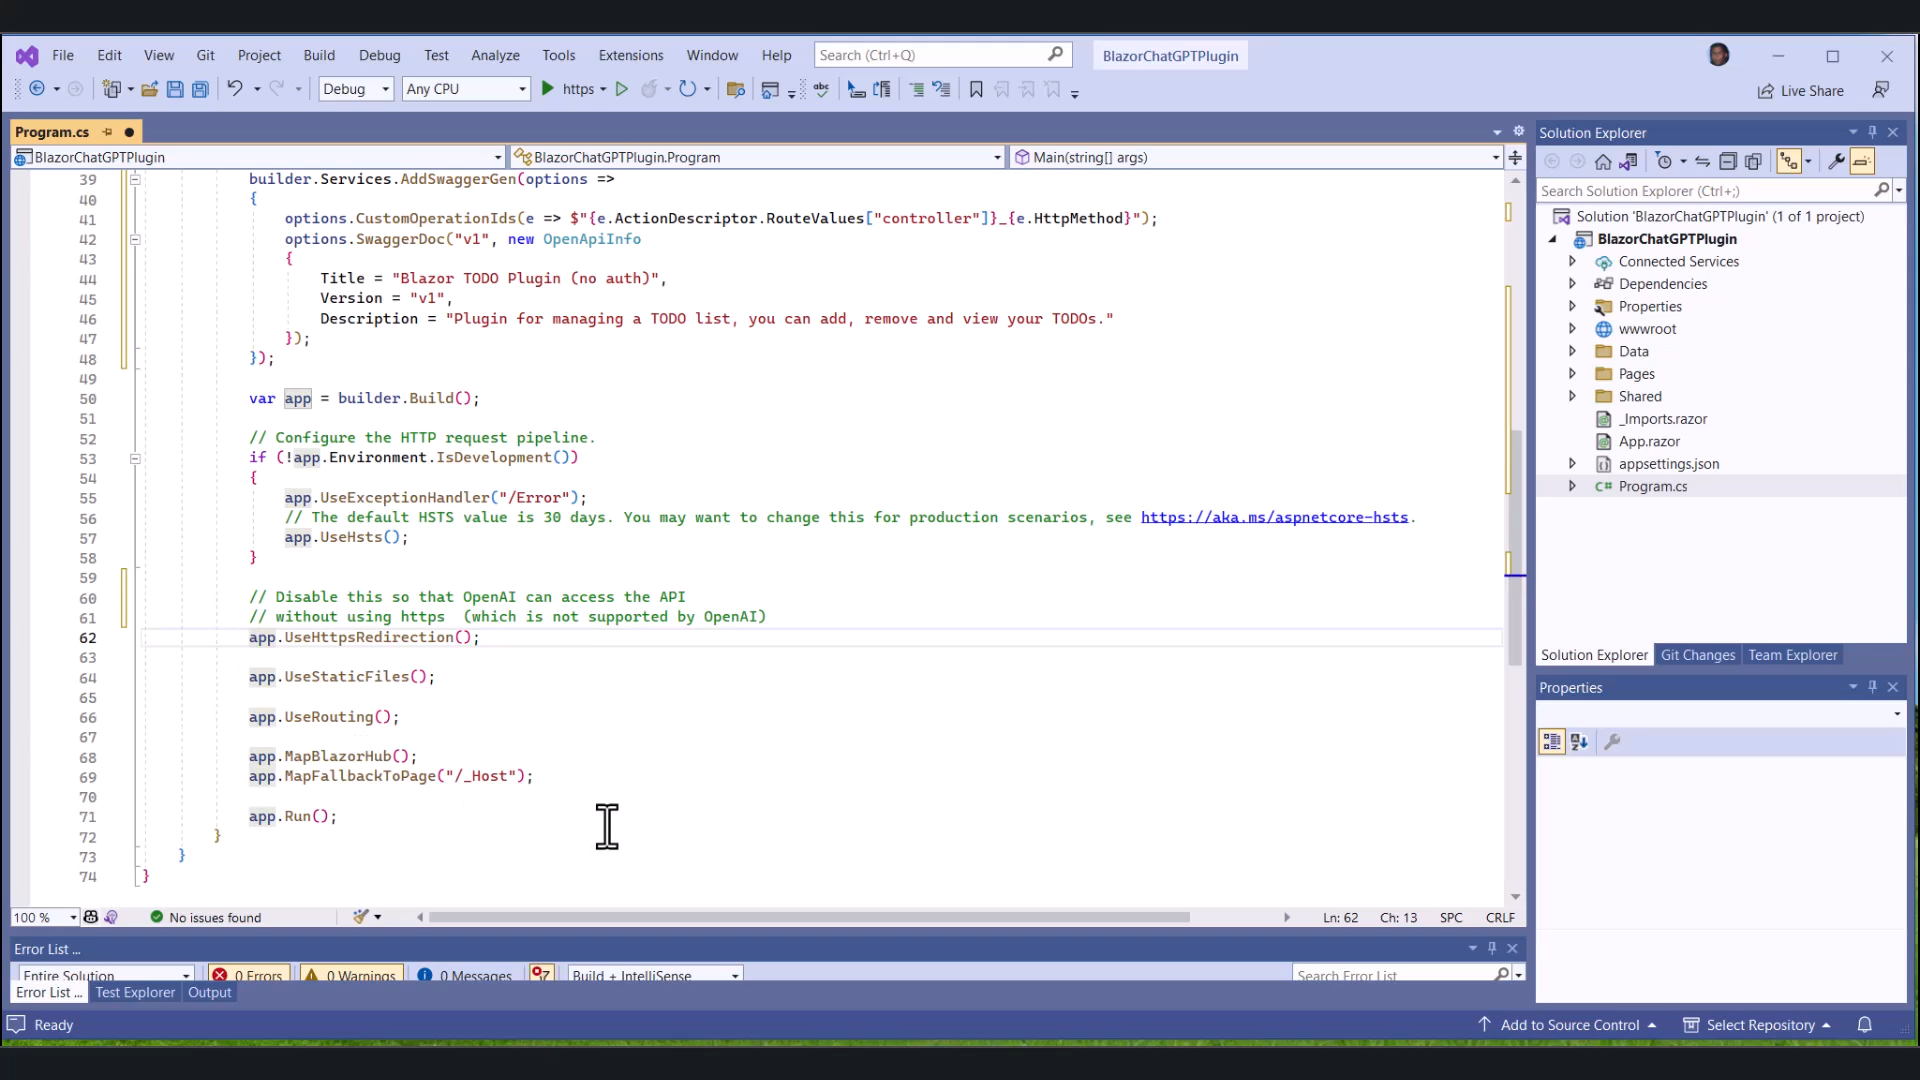 File Edit View Git Project Build Debug Test Analyze Tools Extensions Window Help Search (Ctrl+Q) BlazorChatGPTPlugin
Debug Any CPU https Live Share
Program.cs
BlazorChatGPTPlugin BlazorChatGPTPlugin.Program Main(string[] args)
39 builder.Services.AddSwaggerGen(options =>
40 {
41 options.CustomOperationIds(e => $"{e.ActionDescriptor.RouteValues["controller"]}_{e.HttpMethod}");
42 options.SwaggerDoc("v1", new OpenApiInfo
43 {
44 Title = "Blazor TODO Plugin (no auth)",
45 Version = "v1",
46 Description = "Plugin for managing a TODO list, you can add, remove and view your TODOs."
47 });
48 });
49
50 var app = builder.Build();
51
52 // Configure the HTTP request pipeline.
53 if (!app.Environment.IsDevelopment())
54 {
55 app.UseExceptionHandler("/Error");
56 // The default HSTS value is 30 days. You may want to change this for production scenarios, see https://aka.ms/aspnetcore-hsts.
57 app.UseHsts();
58 }
59
60 // Disable this so that OpenAI can access the API
61 // without using https  (which is not supported by OpenAI)
62 app.UseHttpsRedirection();
63
64 app.UseStaticFiles();
65
66 app.UseRouting();
67
68 app.MapBlazorHub();
69 app.MapFallbackToPage("/_Host");
70
71 app.Run();
72 }
73 }
74 }
100 % No issues found Ln: 62 Ch: 13 SPC CRLF
Error List ...
Entire Solution 0 Errors 0 Warnings 0 Messages Build + IntelliSense Search Error List
Error List ... Test Explorer Output
Solution Explorer
Search Solution Explorer (Ctrl+;)
Solution 'BlazorChatGPTPlugin' (1 of 1 project)
BlazorChatGPTPlugin
Connected Services
Dependencies
Properties
wwwroot
Data
Pages
Shared
_Imports.razor
App.razor
appsettings.json
C# Program.cs
Solution Explorer Git Changes Team Explorer
Properties
Ready Add to Source Control Select Repository